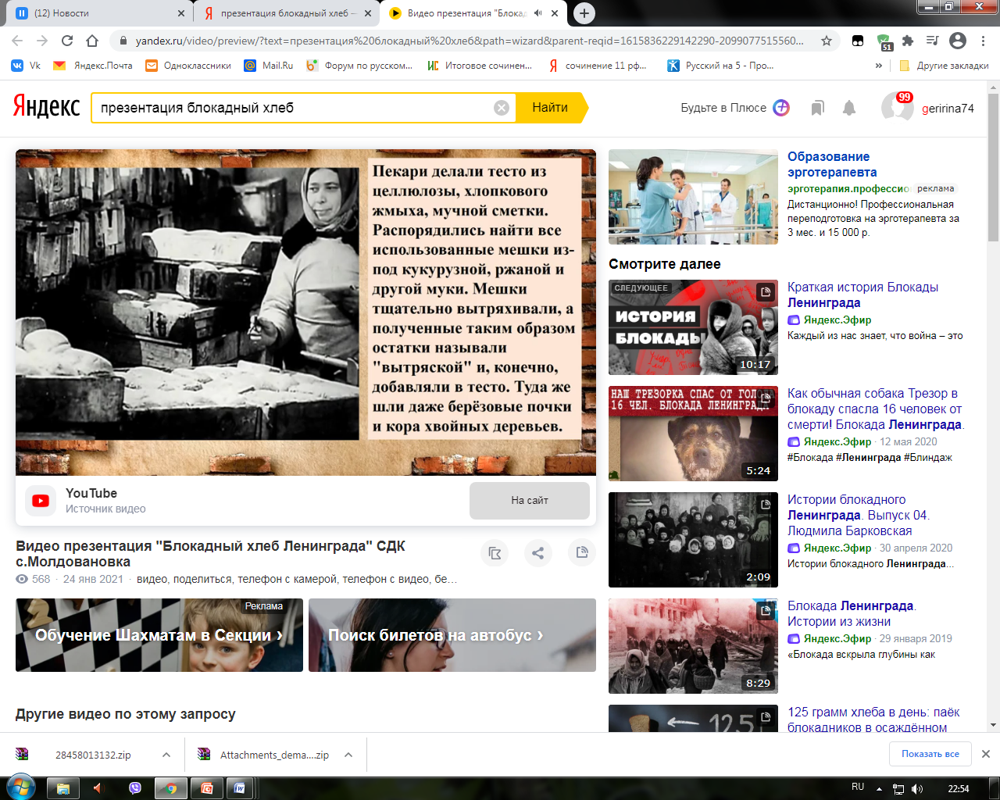 (12) Новости
презентация блокадный хлеб —
Видео презентация "Блокад
yandex.ru/video/preview/?text=презентация%20блокадный%20хлеб&path=wizard&parent-reqid=1615836229142290-2099077515560...
51
Vk
Яндекс.Почта
Одноклассники
Mail.Ru
Форум по русском...
Итоговое сочинен...
сочинение 11 рф...
Русский на 5 - Про...
»
Другие закладки
Яндекс
презентация блокадный хлеб
Найти
Будьте в Плюсе
99
geririna74
Пекари делали тесто из
целлюлозы, хлопкового
жмыха, мучной сметки.
Распорядились найти все
использованные мешки из-
под кукурузной, ржаной и
другой муки. Мешки
тщательно вытряхивали, а
полученные таким образом
остатки называли
"вытряской" и, конечно,
добавляли в тесто. Туда же
шли даже берёзовые почки
и кора хвойных деревьев.
YouTube
Источник видео
На сайт
Видео презентация "Блокадный хлеб Ленинграда" СДК
с.Молдовановка
568 · 24 янв 2021 · видео, поделиться, телефон с камерой, телефон с видео, бе...
Реклама
Обучение Шахматам в Секции ›
Поиск билетов на автобус ›
Другие видео по этому запросу
Образование
эрготерапевта
эрготерапия.профессио
реклама
Дистанционно! Профессиональная
переподготовка на эрготерапевта за
3 мес. и 15 000 р.
Смотрите далее
СЛЕДУЮЩЕЕ
ИСТОРИЯ
БЛОКАДЫ
10:17
Краткая история Блокады
Ленинграда
Яндекс.Эфир
Каждый из нас знает, что война – это
НАШ ТРЕЗОРКА СПАС ОТ ГОЛОДА
16 ЧЕЛ. БЛОКАДА ЛЕНИНГРАДА
5:24
Как обычная собака Трезор в
блокаду спасла 16 человек от
смерти! Блокада Ленинграда.
Яндекс.Эфир · 12 мая 2020
#Блокада #Ленинграда #Блиндаж
2:09
Истории блокадного
Ленинграда. Выпуск 04.
Людмила Барковская
Яндекс.Эфир · 30 апреля 2020
Истории блокадного Ленинграда...
8:29
Блокада Ленинграда.
Истории из жизни
Яндекс.Эфир · 29 января 2019
«Блокада вскрыла глубины как
12,5
125 грамм хлеба в день: паёк
блокадников в осаждённом
28458013132.zip
Attachments_dema....zip
Показать все
RU
22:54